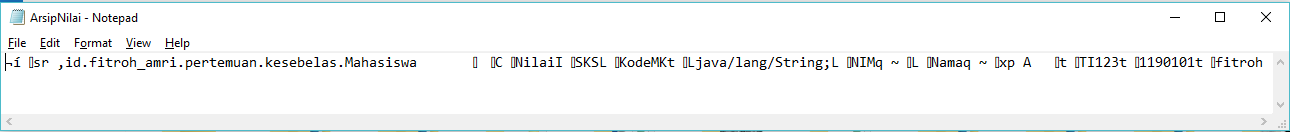 ArsipNilai - Notepad
File Edit Format View Help
¬í sr ,id.fitroh_amri.pertemuan.kesebelas.Mahasiswa C NilaiI SKSL KodeMKt Ljava/lang/String;L NIMq ~ L Namaq ~ xp A t TI123t 1190101t fitroh